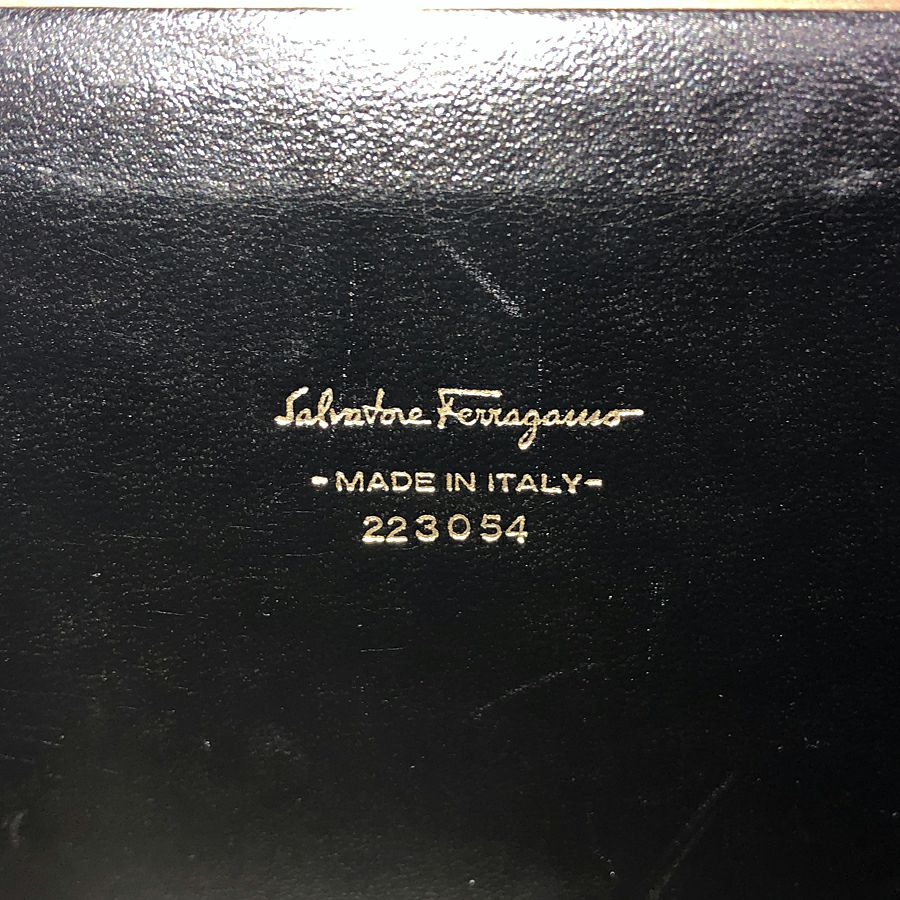 Salvatore Ferragamo
-MADE IN ITALY-
223054